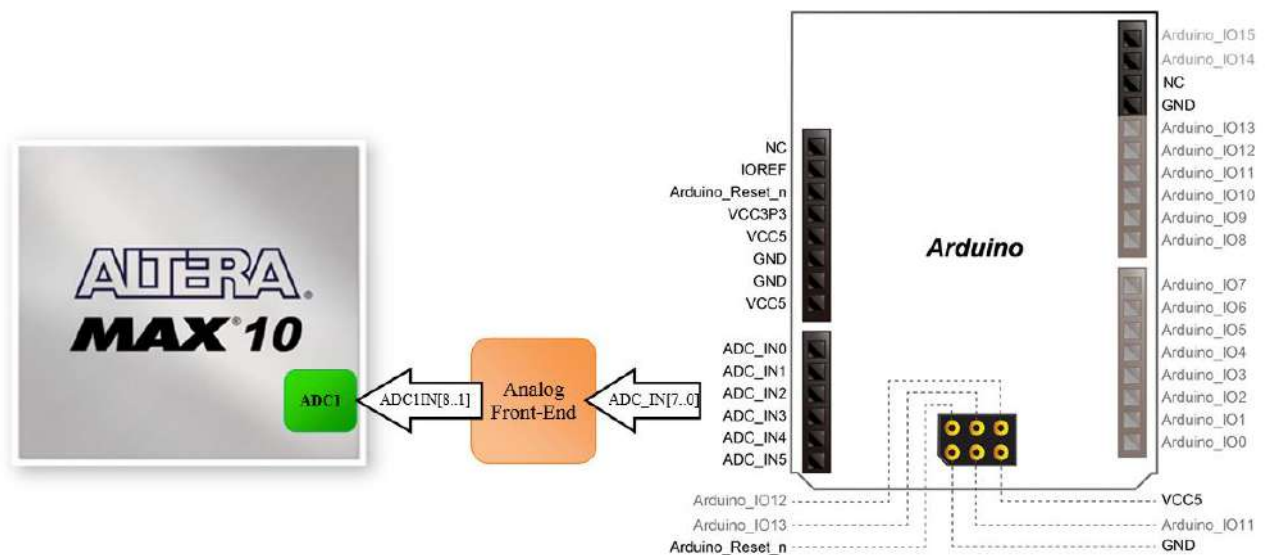 ALTERA®
MAX® 10
ADC1
ADC1IN[8..1]
Analog
Front-End
ADC_IN[7..0]
NC
IOREF
Arduino_Reset_n
VCC3P3
VCC5
GND
GND
VCC5
ADC_IN0
ADC_IN1
ADC_IN2
ADC_IN3
ADC_IN4
ADC_IN5
Arduino
Arduino_IO15
Arduino_IO14
NC
GND
Arduino_IO13
Arduino_IO12
Arduino_IO11
Arduino_IO10
Arduino_IO9
Arduino_IO8
Arduino_IO7
Arduino_IO6
Arduino_IO5
Arduino_IO4
Arduino_IO3
Arduino_IO2
Arduino_IO1
Arduino_IO0
Arduino_IO12
Arduino_IO13
Arduino_Reset_n
VCC5
Arduino_IO11
GND